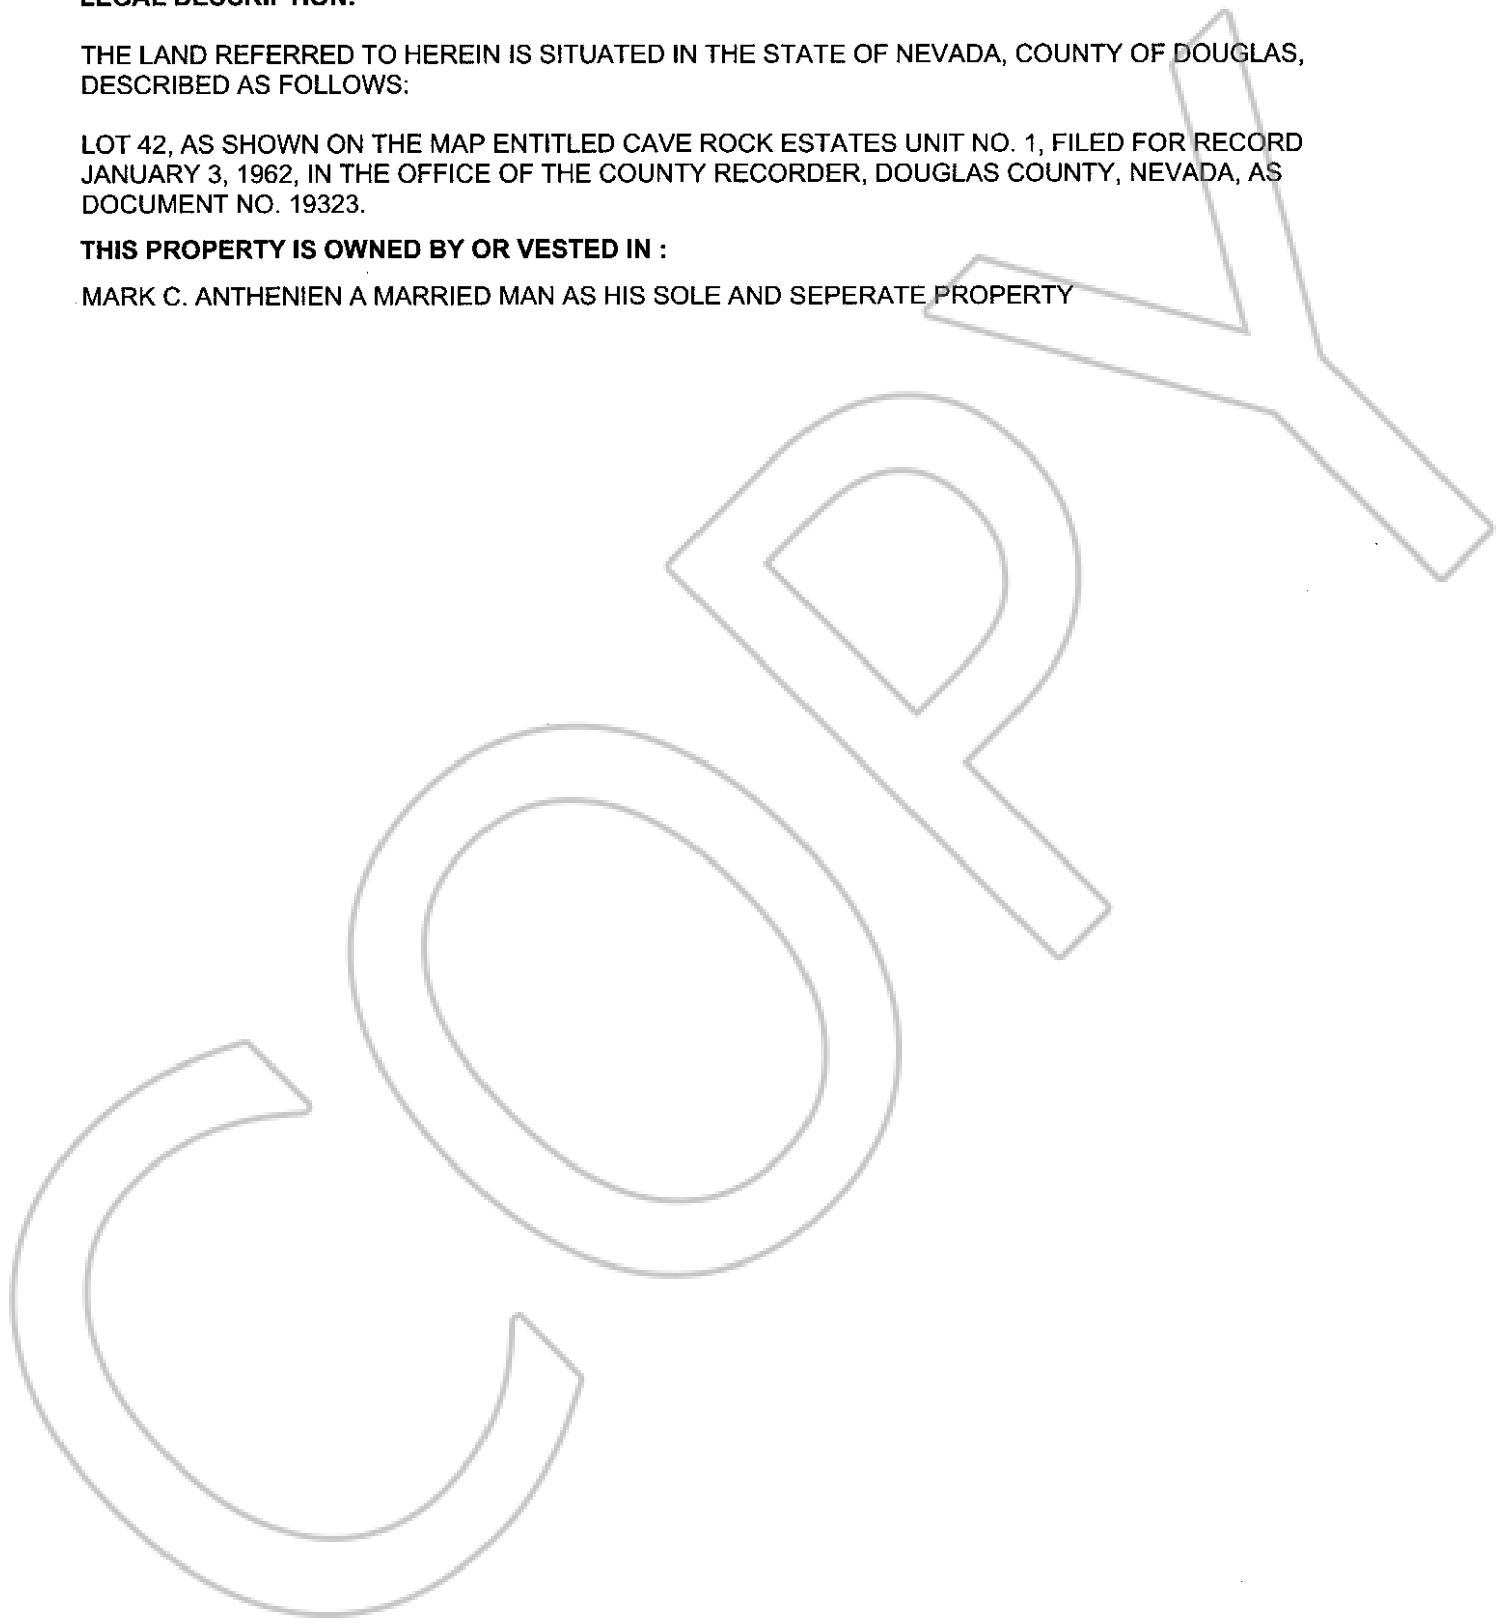 LEGAL DESCRIPTION:
THE LAND REFERRED TO HEREIN IS SITUATED IN THE STATE OF NEVADA, COUNTY OF DOUGLAS,
DESCRIBED AS FOLLOWS:
LOT 42, AS SHOWN ON THE MAP ENTITLED CAVE ROCK ESTATES UNIT NO. 1, FILED FOR RECORD
JANUARY 3, 1962, IN THE OFFICE OF THE COUNTY RECORDER, DOUGLAS COUNTY, NEVADA, AS
DOCUMENT NO. 19323.
THIS PROPERTY IS OWNED BY OR VESTED IN :
MARK C. ANTHENIEN A MARRIED MAN AS HIS SOLE AND SEPERATE PROPERTY
COPY